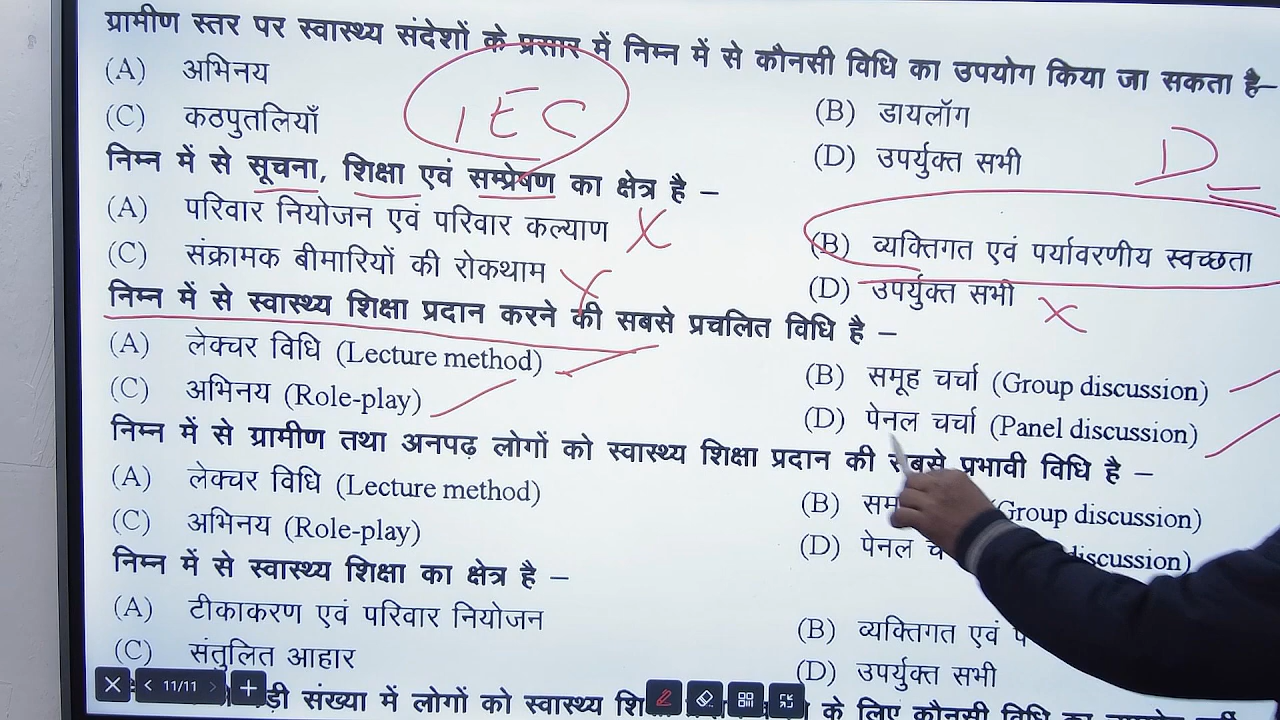 ग्रामीण स्तर पर स्वास्थ्य संदेशों के प्रसार में निम्न में से कौनसी विधि का उपयोग किया जा सकता है–
(A) अभिनय
(B) डायलॉग
(C) कठपुतलियाँ
(D) उपर्युक्त सभी
IEC
D
निम्न में से सूचना, शिक्षा एवं सम्प्रेषण का क्षेत्र है –
(A) परिवार नियोजन एवं परिवार कल्याण
(B) व्यक्तिगत एवं पर्यावरणीय स्वच्छता
(C) संक्रामक बीमारियों की रोकथाम
(D) उपर्युक्त सभी
निम्न में से स्वास्थ्य शिक्षा प्रदान करने की सबसे प्रचलित विधि है –
(A) लेक्चर विधि (Lecture method)
(B) समूह चर्चा (Group discussion)
(C) अभिनय (Role-play)
(D) पेनल चर्चा (Panel discussion)
निम्न में से ग्रामीण तथा अनपढ़ लोगों को स्वास्थ्य शिक्षा प्रदान की सबसे प्रभावी विधि है –
(A) लेक्चर विधि (Lecture method)
(B) (Group discussion)
(C) अभिनय (Role-play)
(D) पेनल discussion)
निम्न में से स्वास्थ्य शिक्षा का क्षेत्र है –
(A) टीकाकरण एवं परिवार नियोजन
(B) व्यक्तिगत एवं
(C) संतुलित आहार
(D) उपर्युक्त सभी
11/11
संख्या में लोगों को स्वास्थ्य के लिए कौनसी विधि का